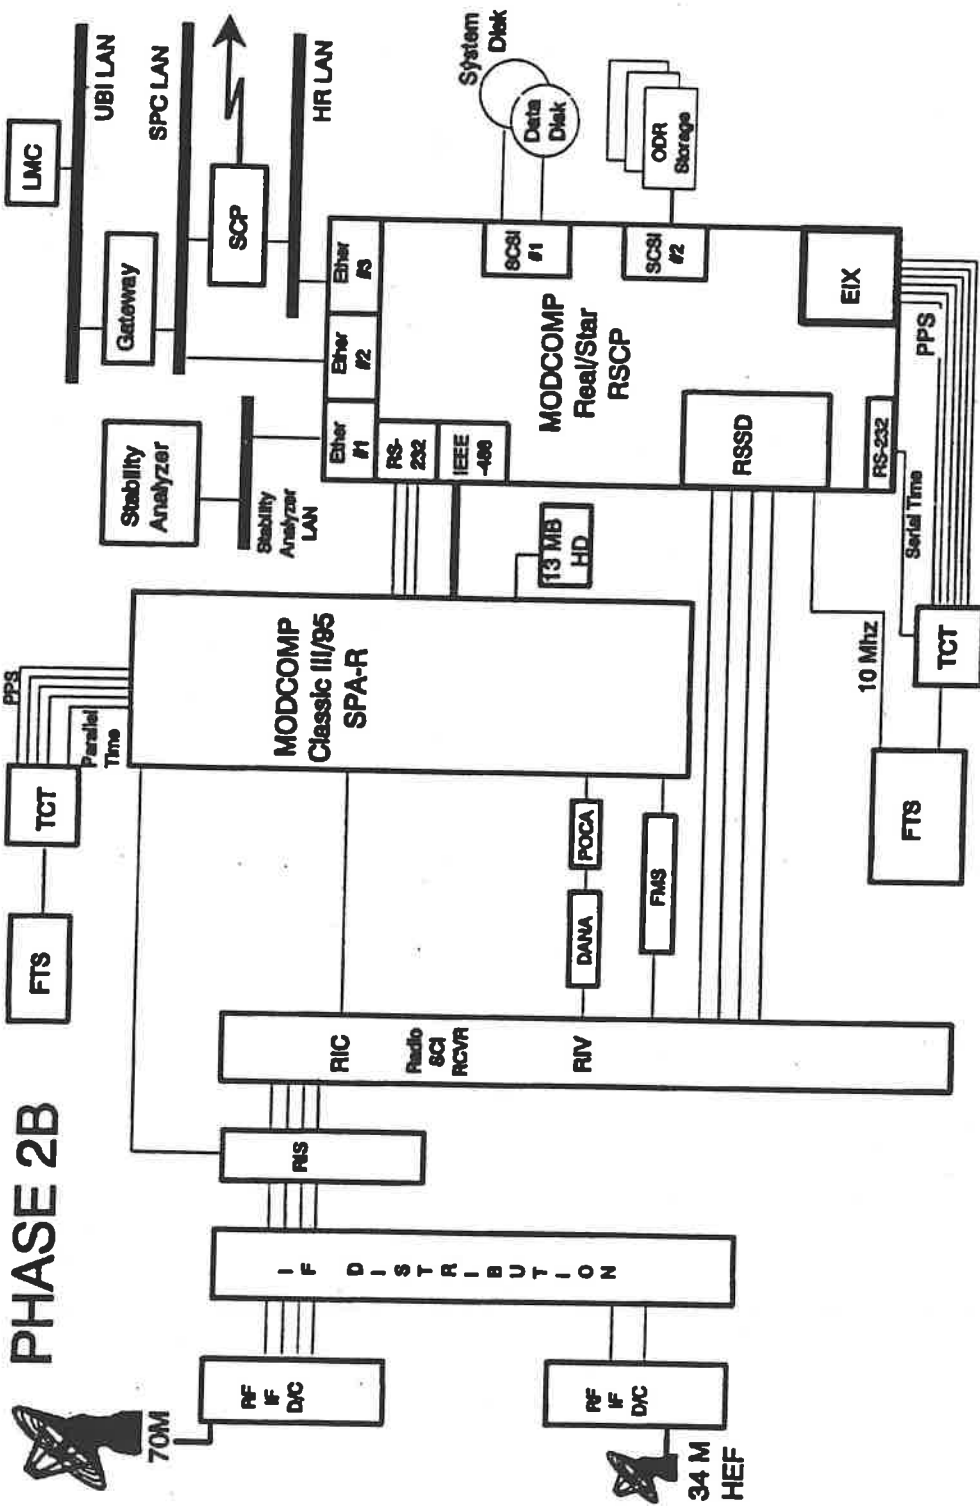 PHASE 2B
70M
34 M
HEF
RF
IF
D/C
RF
IF
D/C
IF DISTRIBUTION
RIS
RIC
Radio
SCI
RCVR
RIV
FTS
TCT
PPS
Parallel
Time
DANA
POCA
FMS
MODCOMP
Classic III/95
SPA-R
13 MB
HD
Stability
Analyzer
Stability
Analyzer
LAN
LMC
UBI LAN
Gateway
SPC LAN
SCP
HR LAN
Ether
#1
Ether
#2
Ether
#3
RS-
232
IEEE
-488
MODCOMP
Real/Star
RSCP
SCSI
#1
SCSI
#2
System
Disk
Data
Disk
ODR
Storage
RSSD
EIX
RS-232
Serial Time
PPS
10 Mhz
TCT
FTS